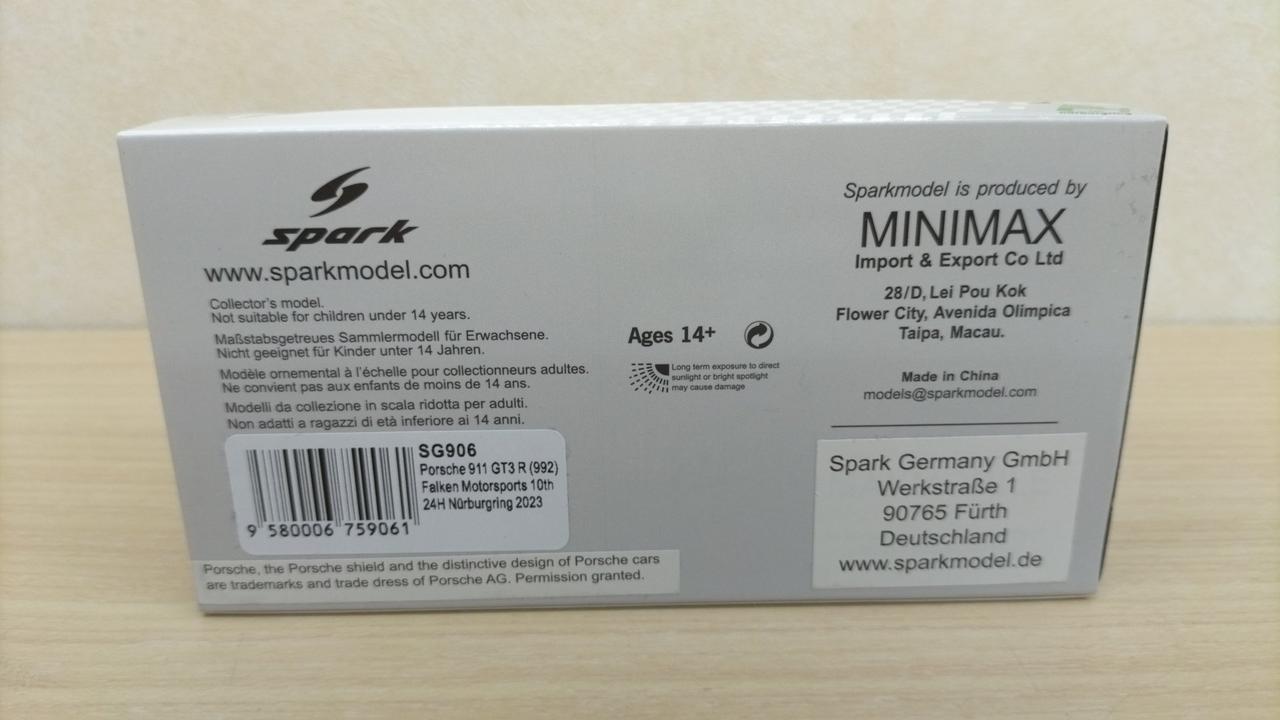 spark
www.sparkmodel.com
Collector's model.
Not suitable for children under 14 years.
Maßstabsgetreues Sammlermodell für Erwachsene.
Nicht geeignet für Kinder unter 14 Jahren.
Modèle ornemental à l'échelle pour collectionneurs adultes.
Ne convient pas aux enfants de moins de 14 ans.
Modelli da collezione in scala ridotta per adulti.
Non adatti a ragazzi di età inferiore ai 14 anni.
SG906
Porsche 911 GT3 R (992)
Falken Motorsports 10th
24H Nürburgring 2023
9 580006 759061
Porsche, the Porsche shield and the distinctive design of Porsche cars
are trademarks and trade dress of Porsche AG. Permission granted.
Ages 14+
Long term exposure to direct
sunlight or bright spotlight
may cause damage
Sparkmodel is produced by
MINIMAX
Import & Export Co Ltd
28/D, Lei Pou Kok
Flower City, Avenida Olimpica
Taipa, Macau.
Made in China
models@sparkmodel.com
Spark Germany GmbH
Werkstraße 1
90765 Fürth
Deutschland
www.sparkmodel.de